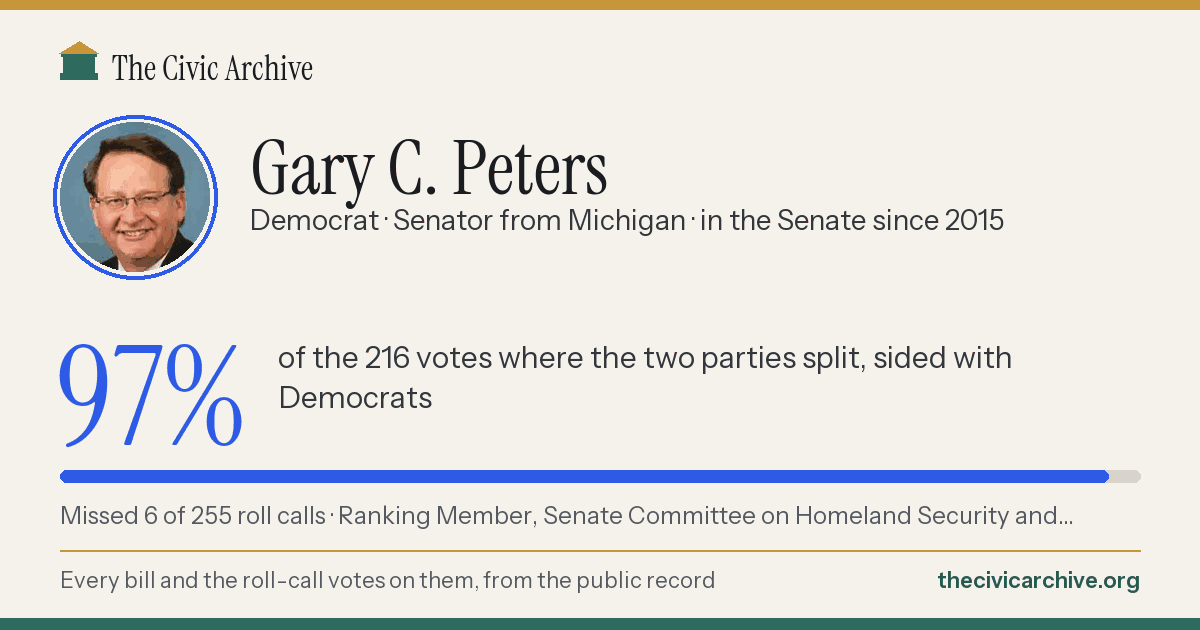 The Civic Archive
Gary C. Peters
Democrat · Senator from Michigan · in the Senate since 2015
97%
of the 216 votes where the two parties split, sided with
Democrats
Missed 6 of 255 roll calls · Ranking Member, Senate Committee on Homeland Security and...
Every bill and the roll-call votes on them, from the public record
thecivicarchive.org